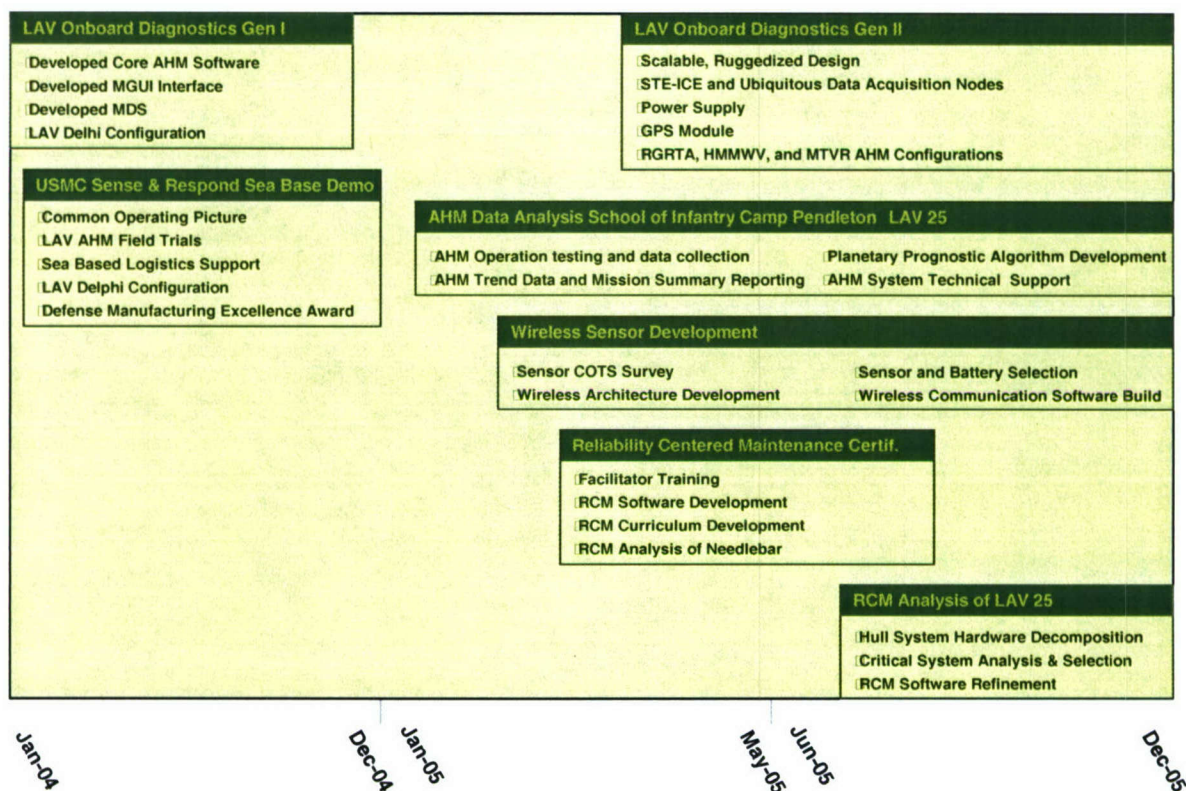 LAV Onboard Diagnostics Gen I
Developed Core AHM Software
Developed MGUI Interface
Developed MDS
LAV Delhi Configuration
LAV Onboard Diagnostics Gen II
Scalable, Ruggedized Design
STE-ICE and Ubiquitous Data Acquisition Nodes
Power Supply
GPS Module
RGRTA, HMMWV, and MTVR AHM Configurations
USMC Sense & Respond Sea Base Demo
Common Operating Picture
LAV AHM Field Trials
Sea Based Logistics Support
LAV Delphi Configuration
Defense Manufacturing Excellence Award
AHM Data Analysis School of Infantry Camp Pendleton LAV 25
AHM Operation testing and data collection
AHM Trend Data and Mission Summary Reporting
Planetary Prognostic Algorithm Development
AHM System Technical Support
Wireless Sensor Development
Sensor COTS Survey
Wireless Architecture Development
Sensor and Battery Selection
Wireless Communication Software Build
Reliability Centered Maintenance Certif.
Facilitator Training
RCM Software Development
RCM Curriculum Development
RCM Analysis of Needlebar
RCM Analysis of LAV 25
Hull System Hardware Decomposition
Critical System Analysis & Selection
RCM Software Refinement
Jan-04
Dec-04
Jan-05
May-05
Jun-05
Dec-05